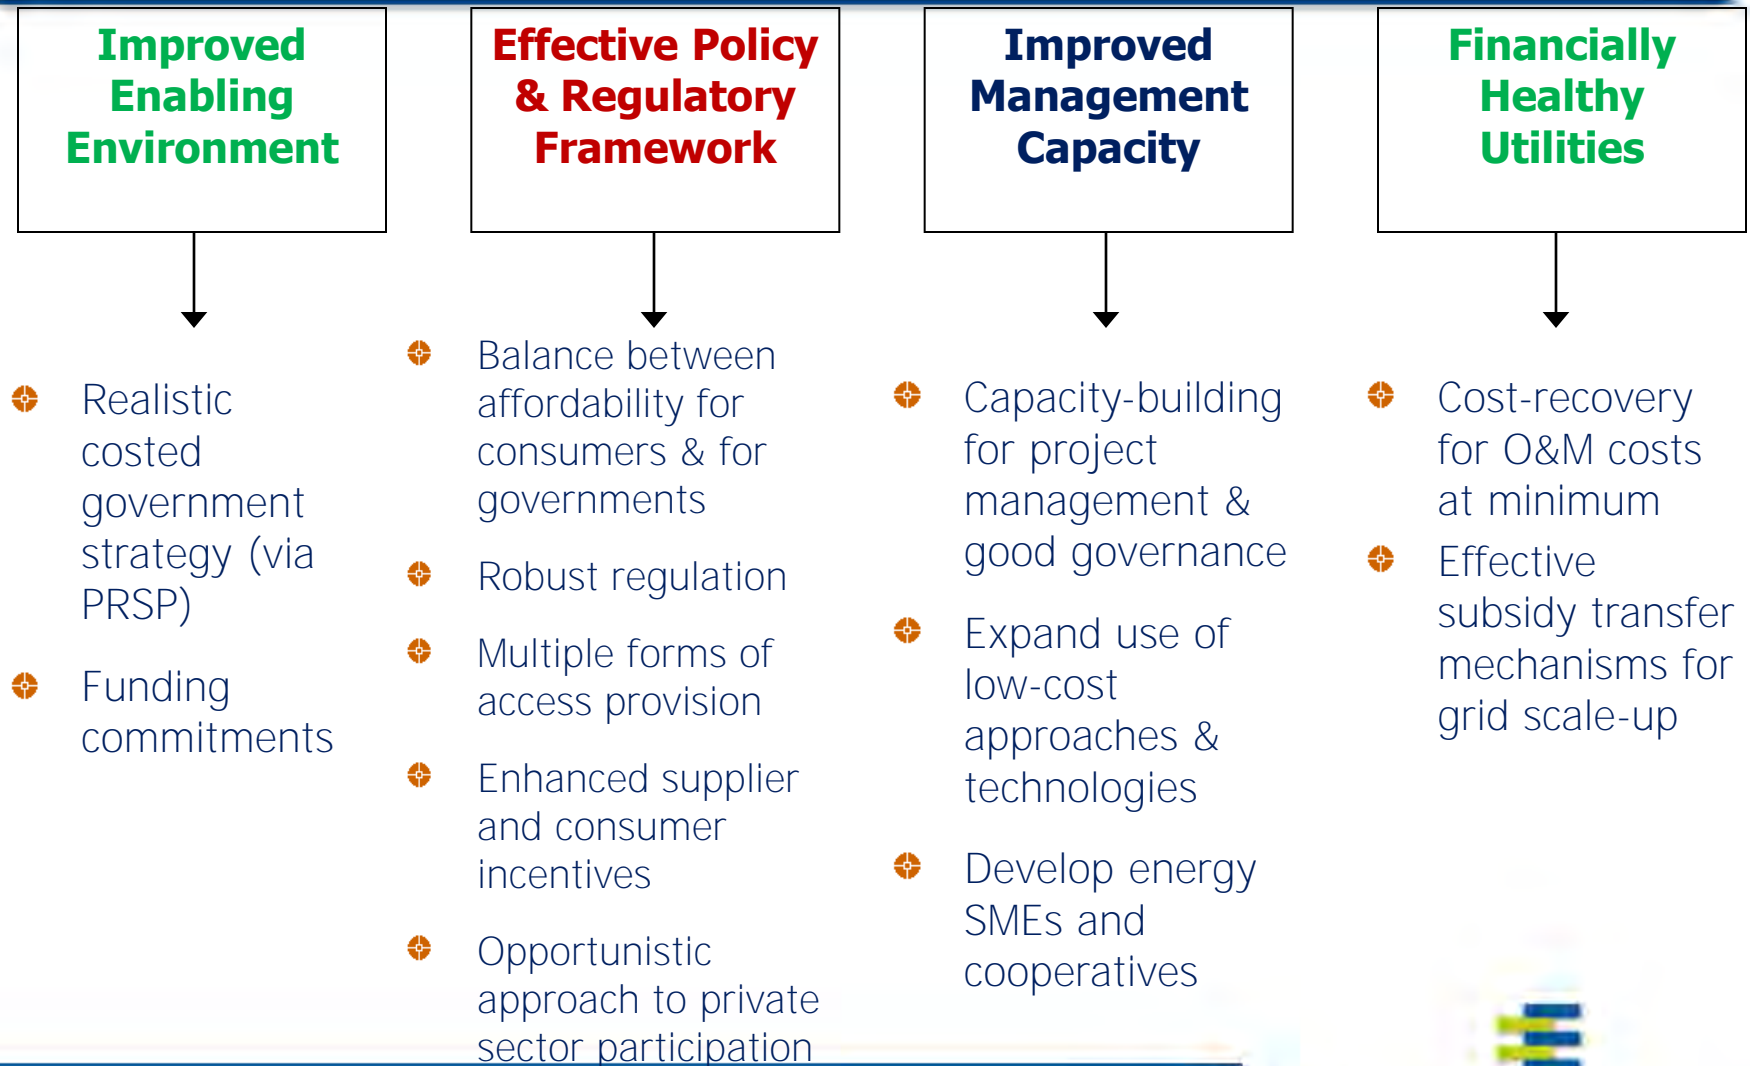 Improved
Enabling
Environment
Realistic
costed
government
strategy (via
PRSP)
Funding
commitments
Effective Policy
& Regulatory
Framework
Balance between
affordability for
consumers & for
governments
Robust regulation
Multiple forms of
access provision
Enhanced supplier
and consumer
incentives
Opportunistic
approach to private
sector participation
Improved
Management
Capacity
Capacity-building
for project
management &
good governance
Expand use of
low-cost
approaches &
technologies
Develop energy
SMEs and
cooperatives
Financially
Healthy
Utilities
Cost-recovery
for O&M costs
at minimum
Effective
subsidy transfer
mechanisms for
grid scale-up